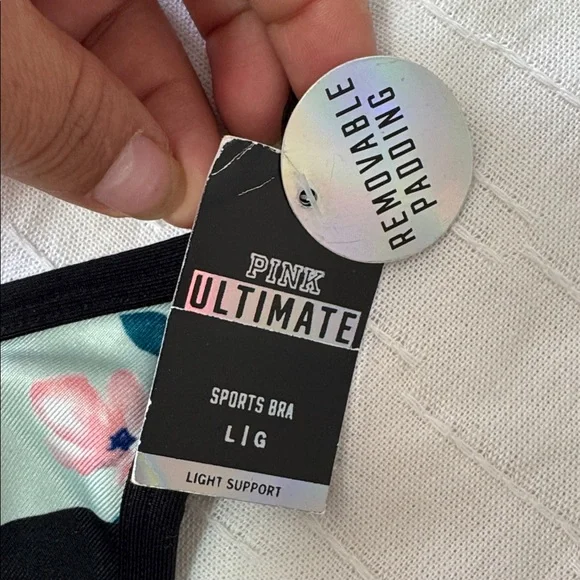 REMOVABLE
PADDING
PINK
ULTIMATE
SPORTS BRA
L|G
LIGHT SUPPORT